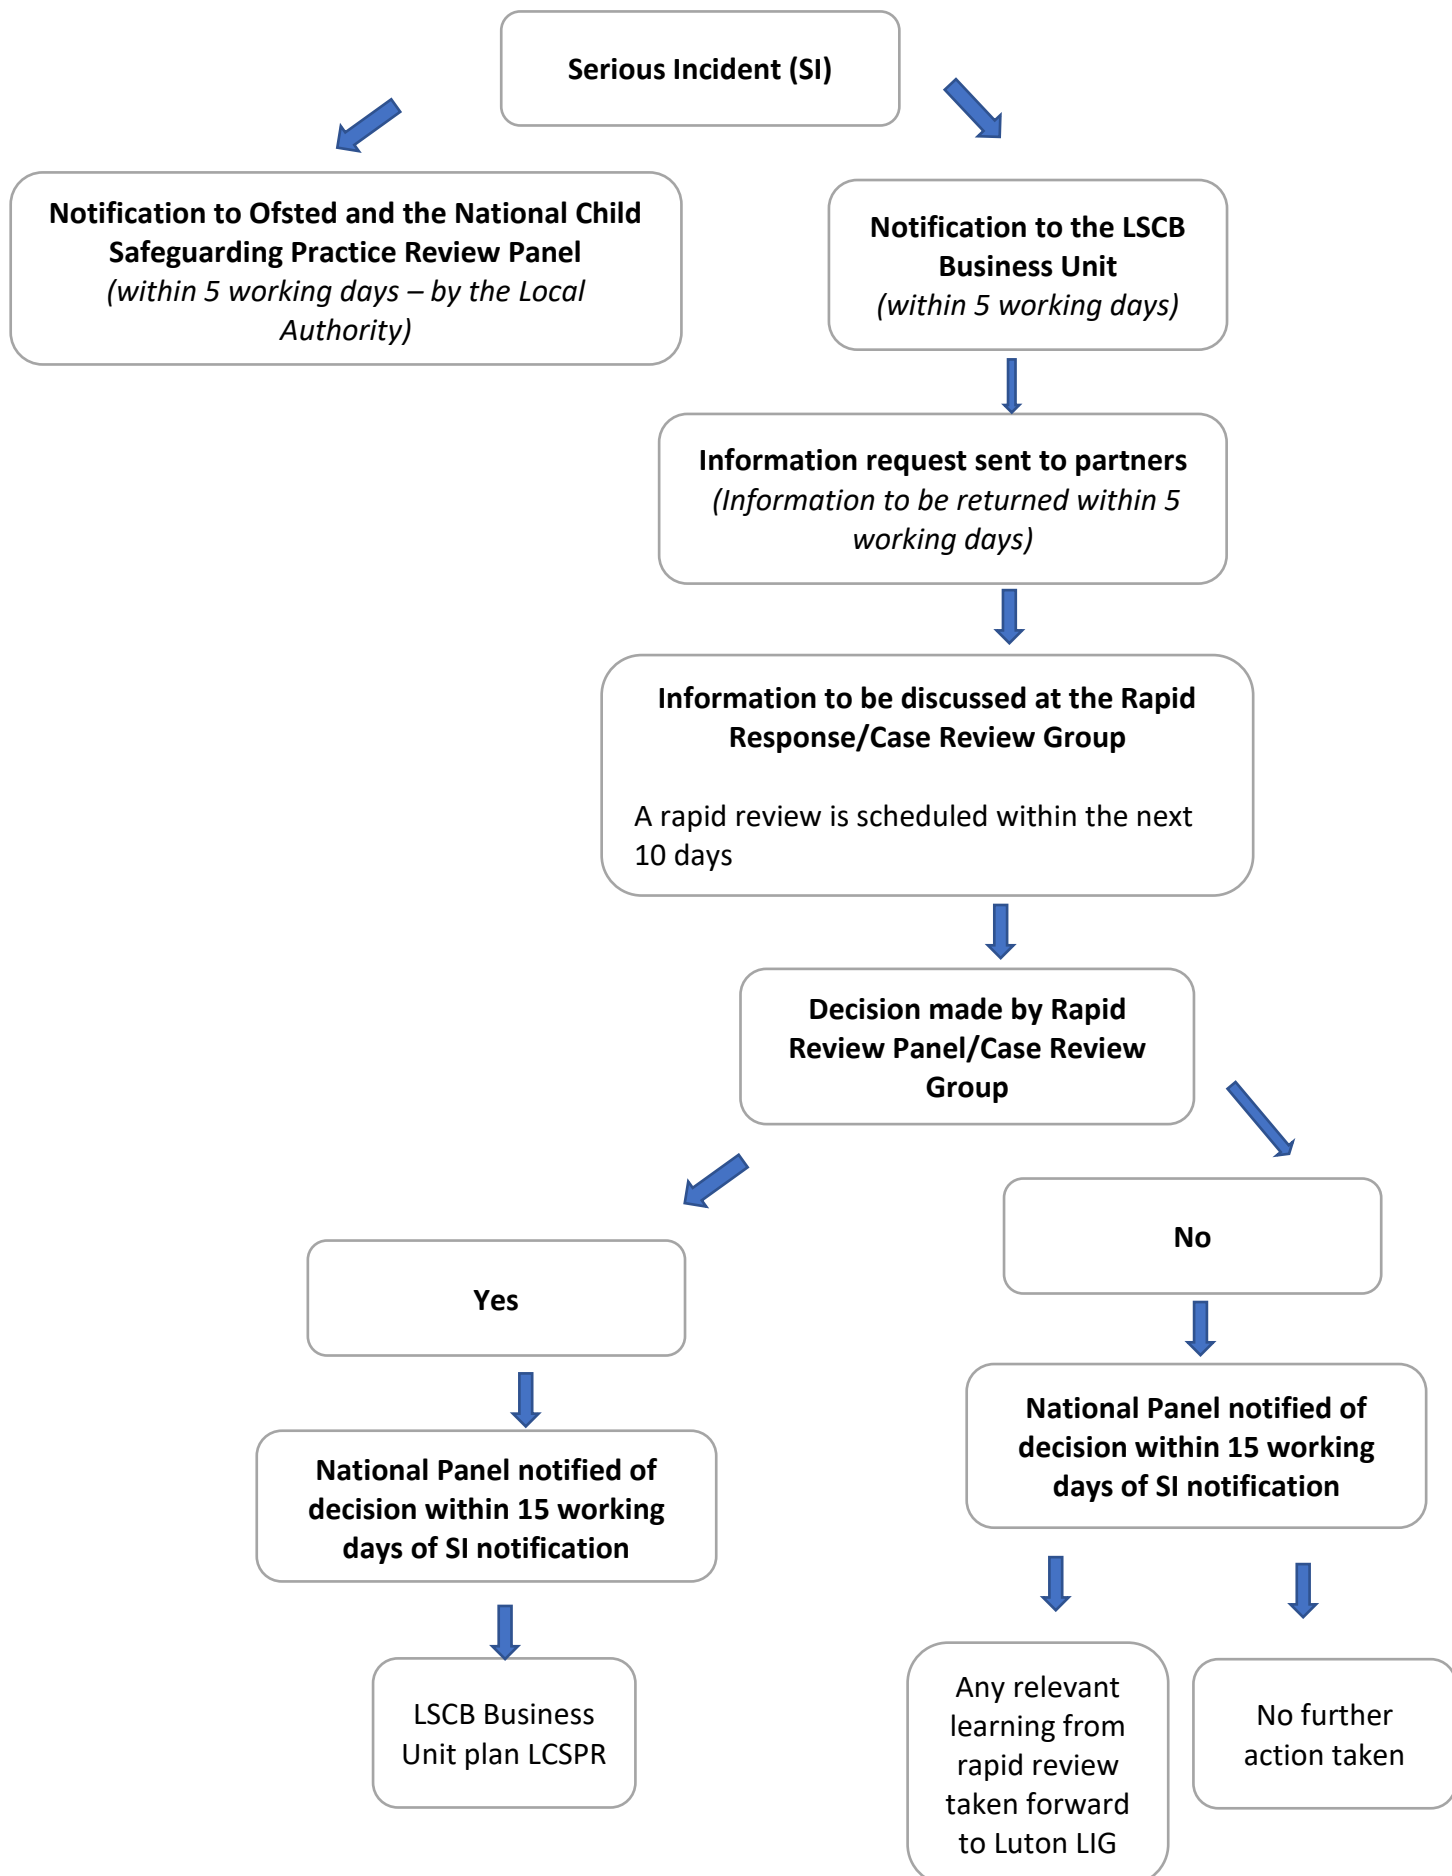 Serious Incident (SI)
Notification to Ofsted and the National Child
Safeguarding Practice Review Panel
(within 5 working days – by the Local
Authority)
Notification to the LSCB
Business Unit
(within 5 working days)
Information request sent to partners
(Information to be returned within 5
working days)
Information to be discussed at the Rapid
Response/Case Review Group
A rapid review is scheduled within the next
10 days
Decision made by Rapid
Review Panel/Case Review
Group
Yes
No
National Panel notified of
decision within 15 working
days of SI notification
National Panel notified of
decision within 15 working
days of SI notification
LSCB Business
Unit plan LCSPR
Any relevant
learning from
rapid review
taken forward
to Luton LIG
No further
action taken